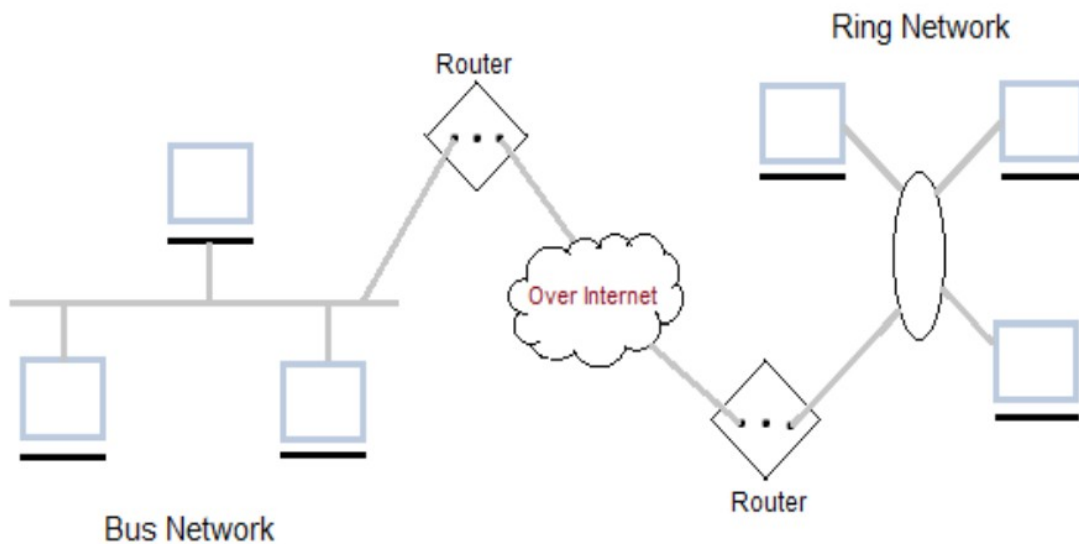 Ring Network
Router
Over Internet
Router
Bus Network